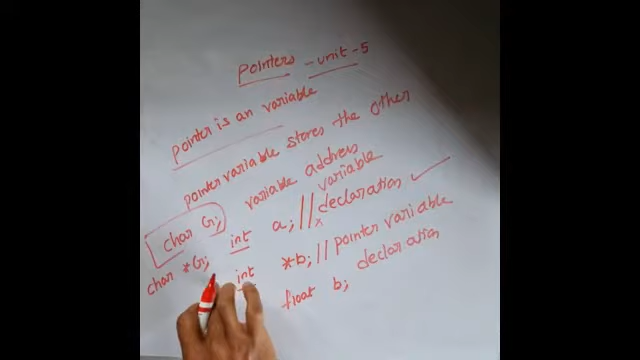 Pointers - unit - 5
pointer is an variable
pointer variable stores the other
variable address
char G; int a; // variable declaration
char *G; int *b; // pointer variable declaration
float b;